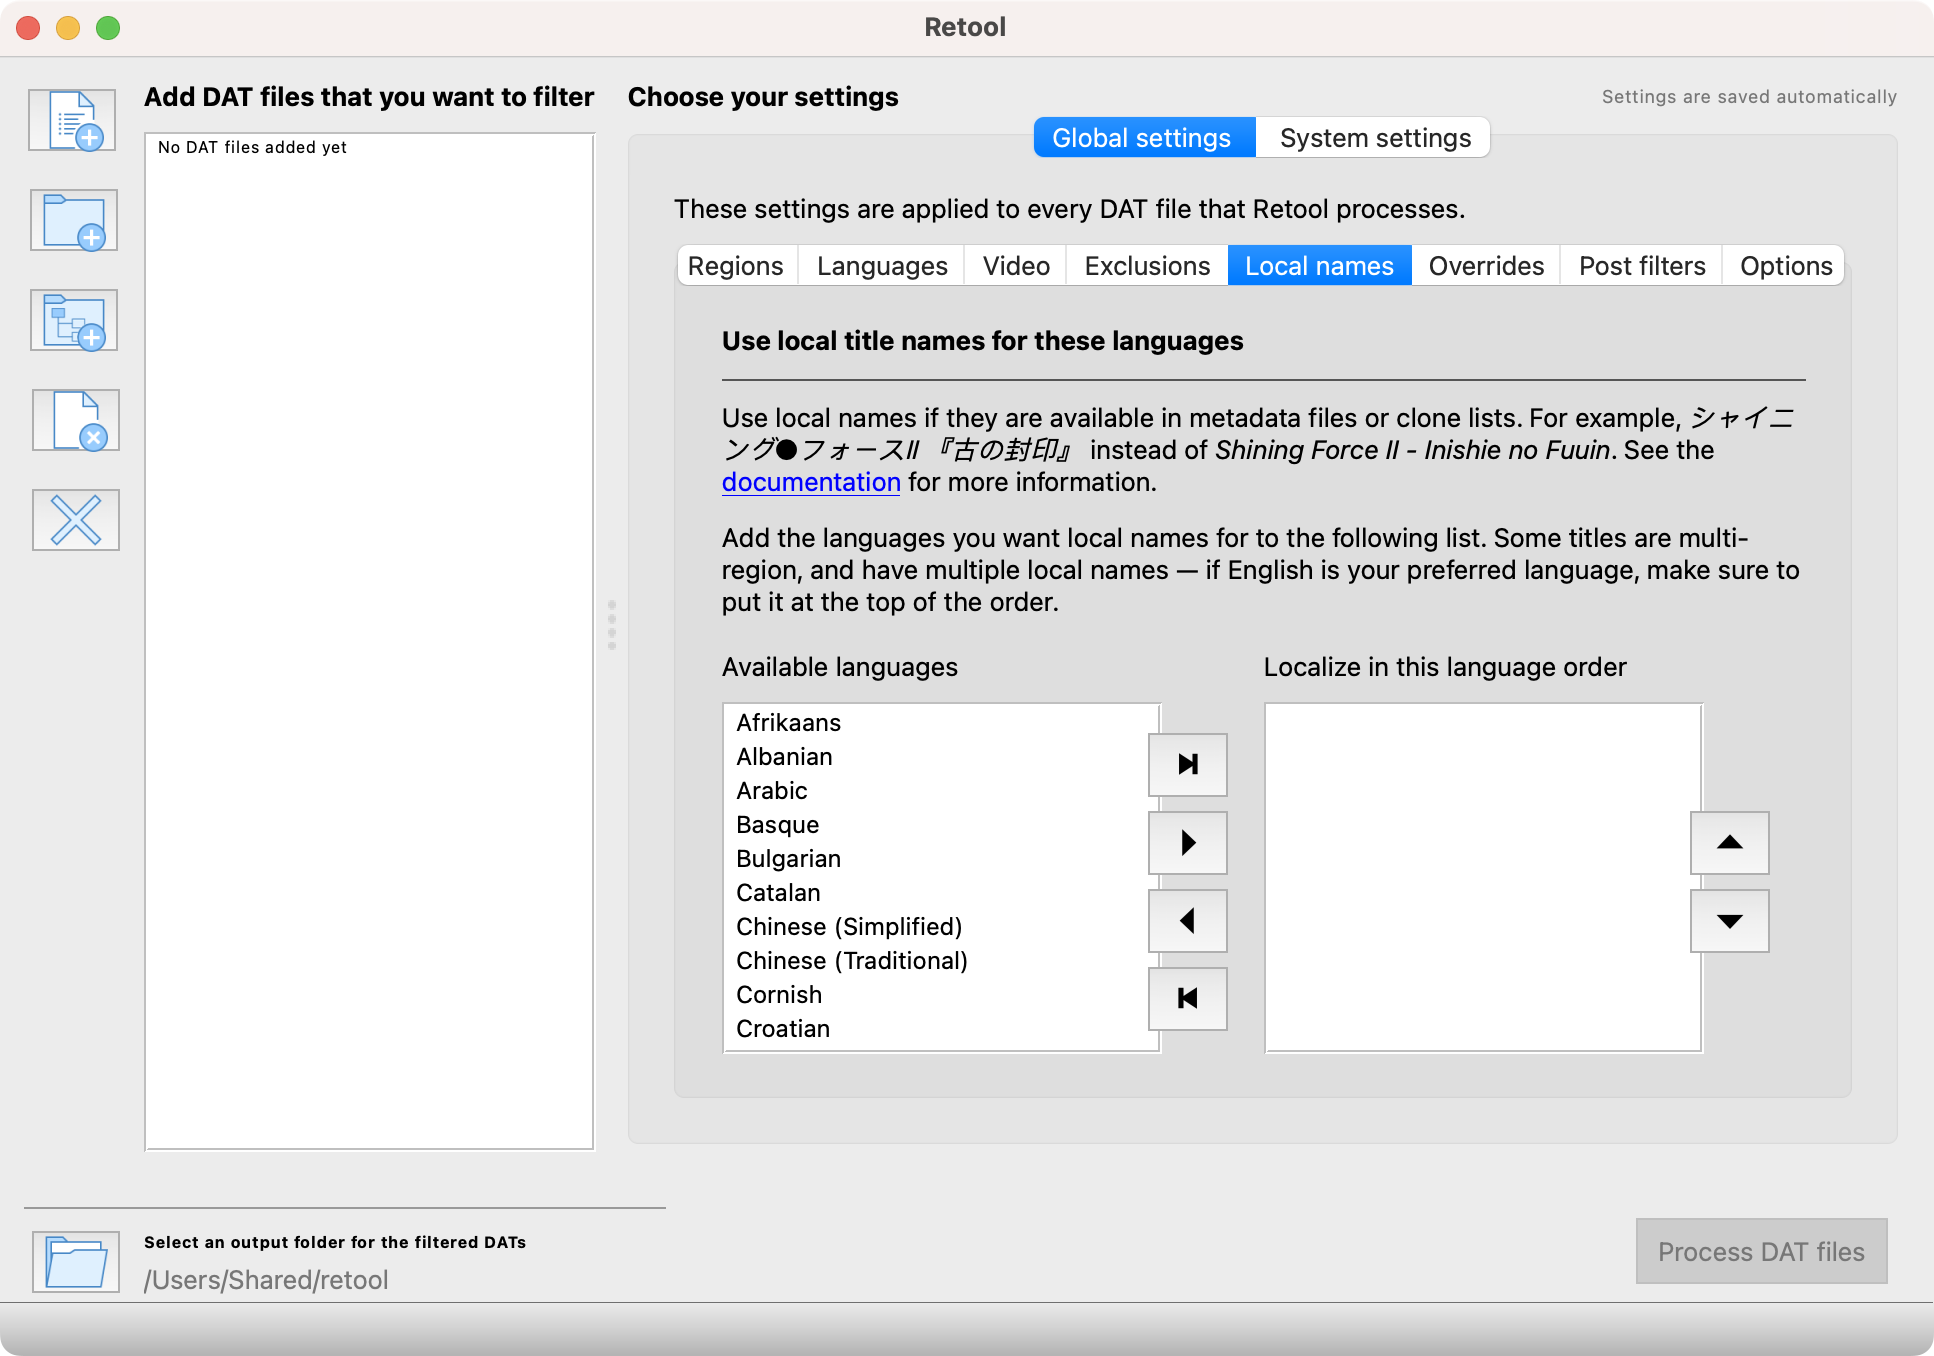 Retool
Add DAT files that you want to filter
No DAT files added yet
Choose your settings
Settings are saved automatically
Global settings
System settings
These settings are applied to every DAT file that Retool processes.
Regions
Languages
Video
Exclusions
Local names
Overrides
Post filters
Options
Use local title names for these languages
Use local names if they are available in metadata files or clone lists. For example, シャイニ
ング●フォースII 『古の封印』 instead of Shining Force II - Inishie no Fuuin. See the
documentation for more information.
Add the languages you want local names for to the following list. Some titles are multi-
region, and have multiple local names — if English is your preferred language, make sure to
put it at the top of the order.
Available languages
Afrikaans
Albanian
Arabic
Basque
Bulgarian
Catalan
Chinese (Simplified)
Chinese (Traditional)
Cornish
Croatian
Localize in this language order
Select an output folder for the filtered DATs
/Users/Shared/retool
Process DAT files